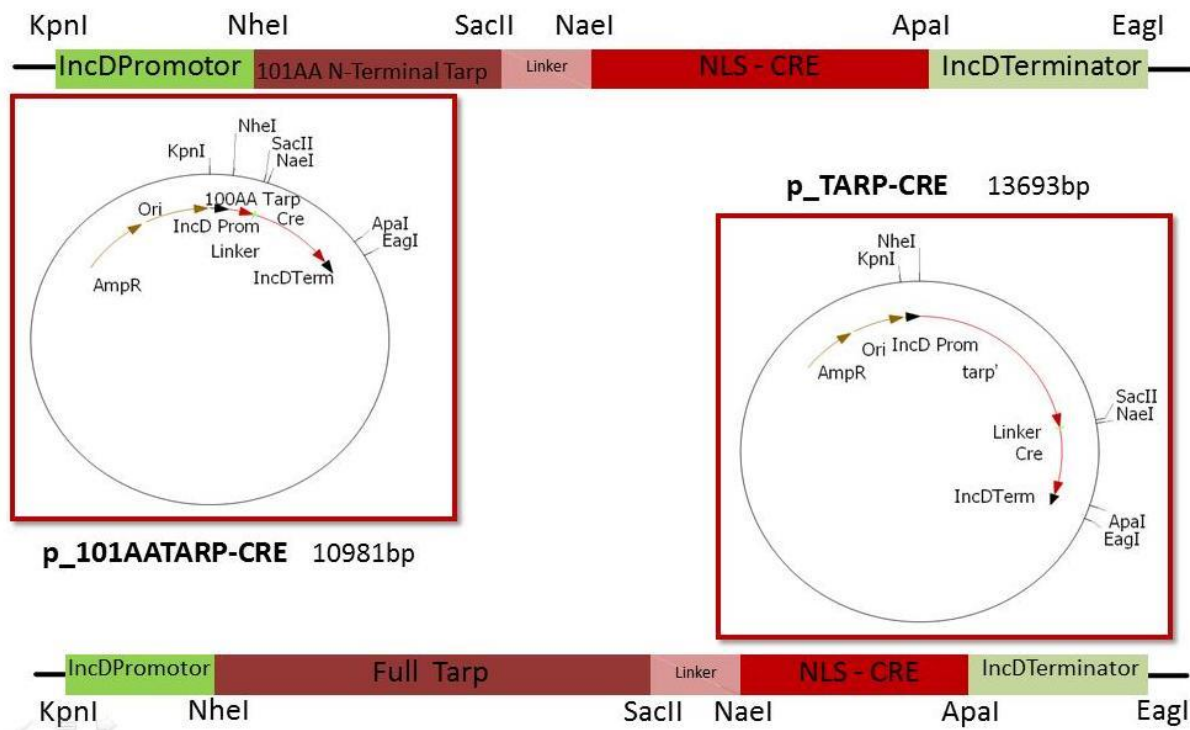 KpnI NheI SacII NaeI ApaI EagI
IncDPromotor 101AA N-Terminal Tarp Linker NLS - CRE IncDTerminator
NheI
SacII
KpnI
NaeI
100AA Tarp
Ori
Cre
IncD Prom
ApaI
EagI
Linker
IncDTerm
AmpR
p_101AATARP-CRE 10981bp
p_TARP-CRE 13693bp
NheI
KpnI
Ori IncD Prom
AmpR
tarp'
SacII
NaeI
Linker
Cre
IncDTerm
ApaI
EagI
IncDPromotor Full Tarp Linker NLS - CRE IncDTerminator
KpnI NheI SacII NaeI ApaI EagI